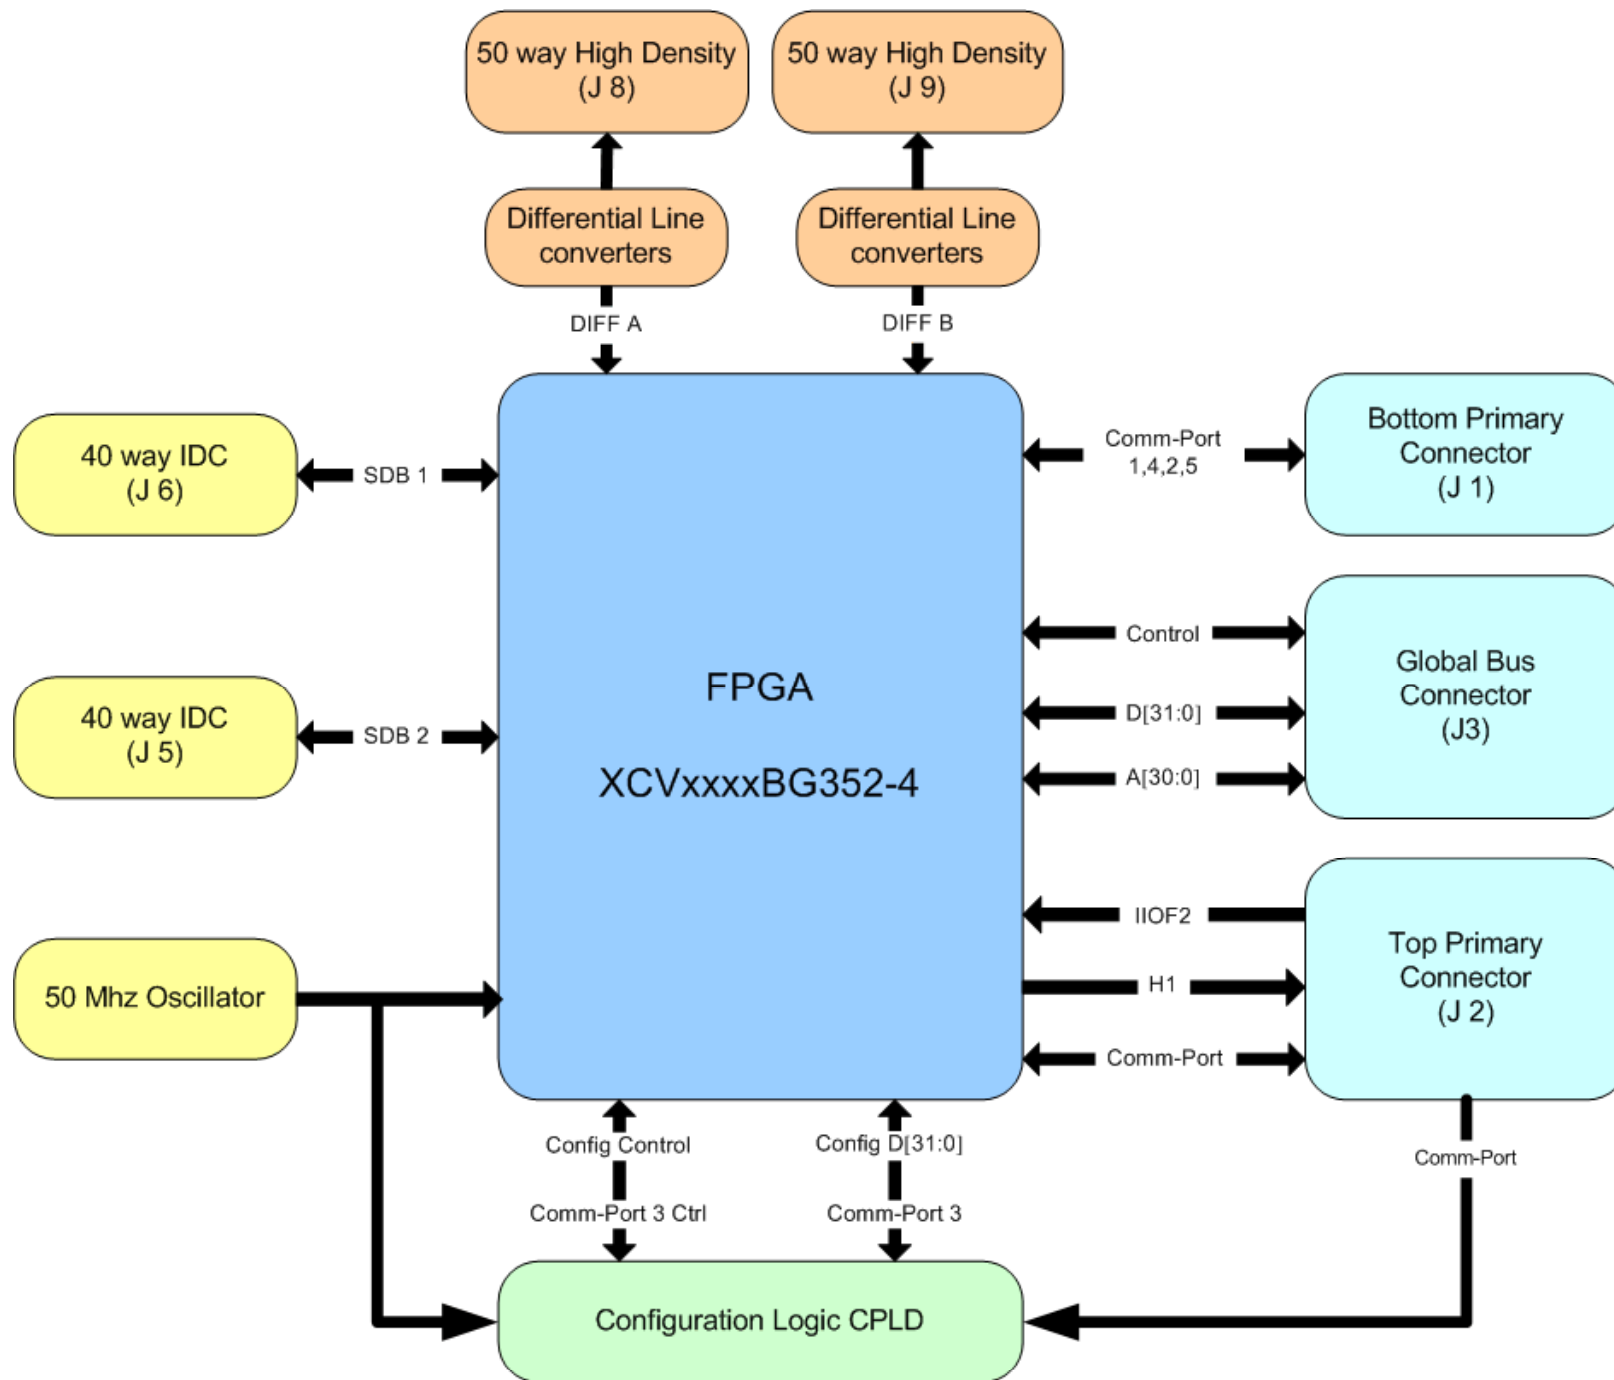 50 way High Density
(J 8)
50 way High Density
(J 9)
Differential Line
converters
Differential Line
converters
DIFF A
DIFF B
40 way IDC
(J 6)
SDB 1
Comm-Port
1,4,2,5
Bottom Primary
Connector
(J 1)
40 way IDC
(J 5)
SDB 2
FPGA
XCVxxxxBG352-4
Control
D[31:0]
A[30:0]
Global Bus
Connector
(J3)
50 Mhz Oscillator
IIOF2
H1
Comm-Port
Top Primary
Connector
(J 2)
Config Control
Config D[31:0]
Comm-Port
Comm-Port 3 Ctrl
Comm-Port 3
Configuration Logic CPLD